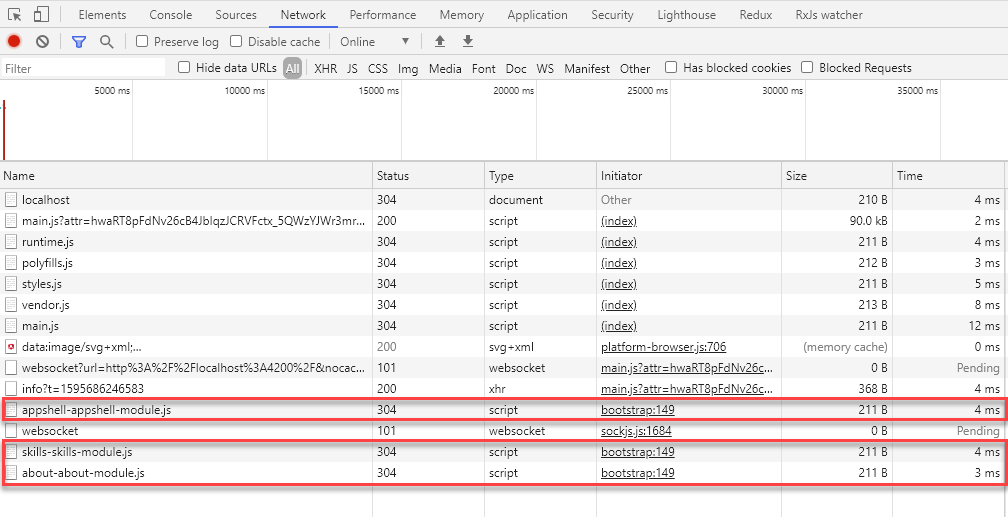 Elements Console Sources Network Performance Memory Application Security Lighthouse Redux RxJs watcher
Preserve log Disable cache Online
Filter Hide data URLs All XHR JS CSS Img Media Font Doc WS Manifest Other Has blocked cookies Blocked Requests
5000 ms 10000 ms 15000 ms 20000 ms 25000 ms 30000 ms 35000 ms
Name Status Type Initiator Size Time
localhost 304 document Other 210 B 4 ms
200 script (index) 90.0 kB 2 ms
runtime.js 304 script (index) 211 B 4 ms
polyfills.js 304 script (index) 212 B 3 ms
styles.js 304 script (index) 211 B 5 ms
vendor.js 304 script (index) 213 B 8 ms
main.js 304 script (index) 211 B 12 ms
data:image/svg+xml;... 200 svg+xml platform-browser.js:706 (memory cache) 0 ms
websocket?url=http%3A%2F%2Flocalhost%3A4200%2F&nocac... 101 websocket main.js?attr=hwaRT8pFdNv26c... 0 B Pending
info?t=1595686246583 200 xhr main.js?attr=hwaRT8pFdNv26c... 368 B 4 ms
appshell-appshell-module.js 304 script bootstrap:149 211 B 4 ms
websocket 101 websocket sockjs.js:1684 0 B Pending
skills-skills-module.js 304 script bootstrap:149 211 B 4 ms
about-about-module.js 304 script bootstrap:149 211 B 3 ms